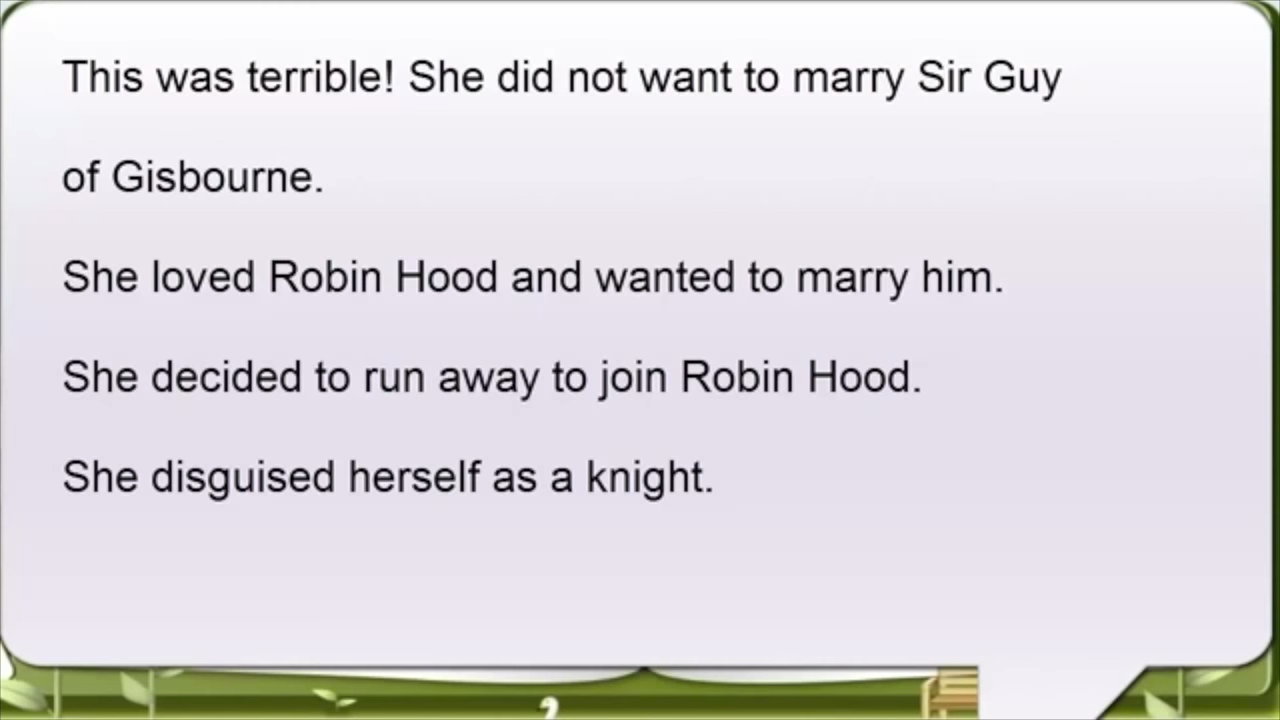 This was terrible! She did not want to marry Sir Guy
of Gisbourne.
She loved Robin Hood and wanted to marry him.
She decided to run away to join Robin Hood.
She disguised herself as a knight.